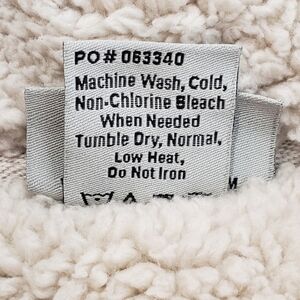 PO# 063340
Machine Wash, Cold,
Non-Chlorine Bleach
When Needed
Tumble Dry, Normal,
Low Heat,
Do Not Iron
M